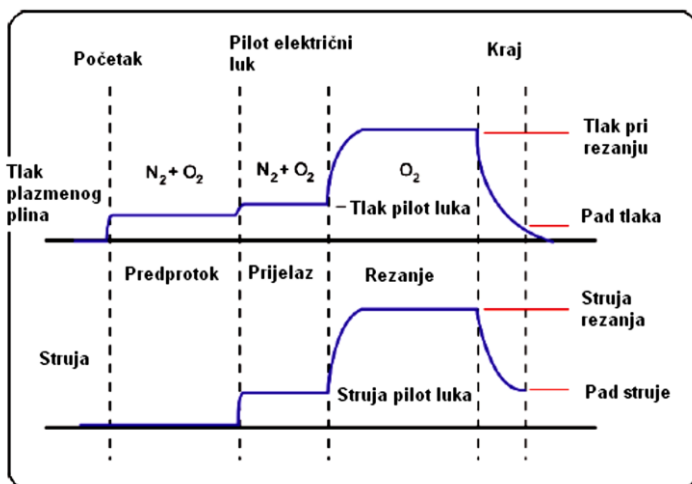 Početak
Pilot električni
luk
Kraj
Tlak
plazmenog
plina
N₂ + O₂
N₂ + O₂
O₂
Tlak pri
rezanju
Tlak pilot luka
Pad tlaka
Predprotok
Prijelaz
Rezanje
Struja
rezanja
Struja
Struja pilot luka
Pad struje